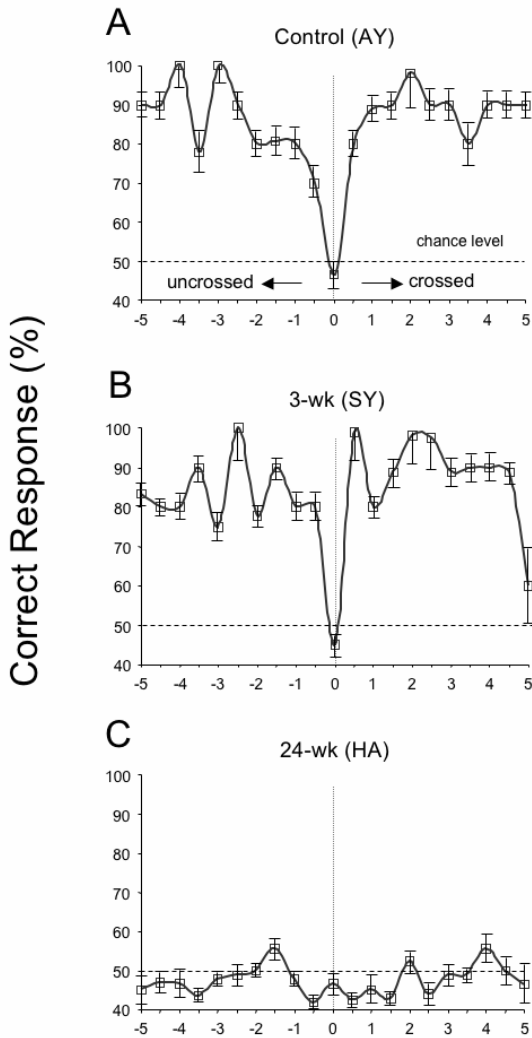 A
Control (AY)
100
90
80
70
60
50
40
chance level
uncrossed
crossed
-5 -4 -3 -2 -1 0 1 2 3 4 5
Correct Response (%)
B
3-wk (SY)
100
90
80
70
60
50
40
-5 -4 -3 -2 -1 0 1 2 3 4 5
C
24-wk (HA)
100
90
80
70
60
50
40
-5 -4 -3 -2 -1 0 1 2 3 4 5